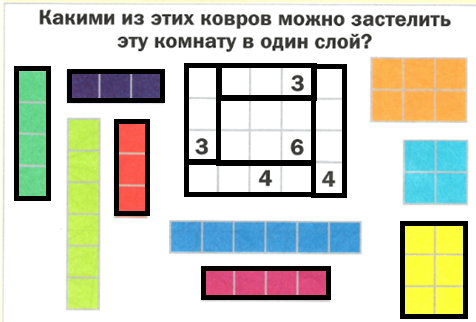 Какими из этих ковров можно застелить
эту комнату в один слой?
3
3 6
4 4